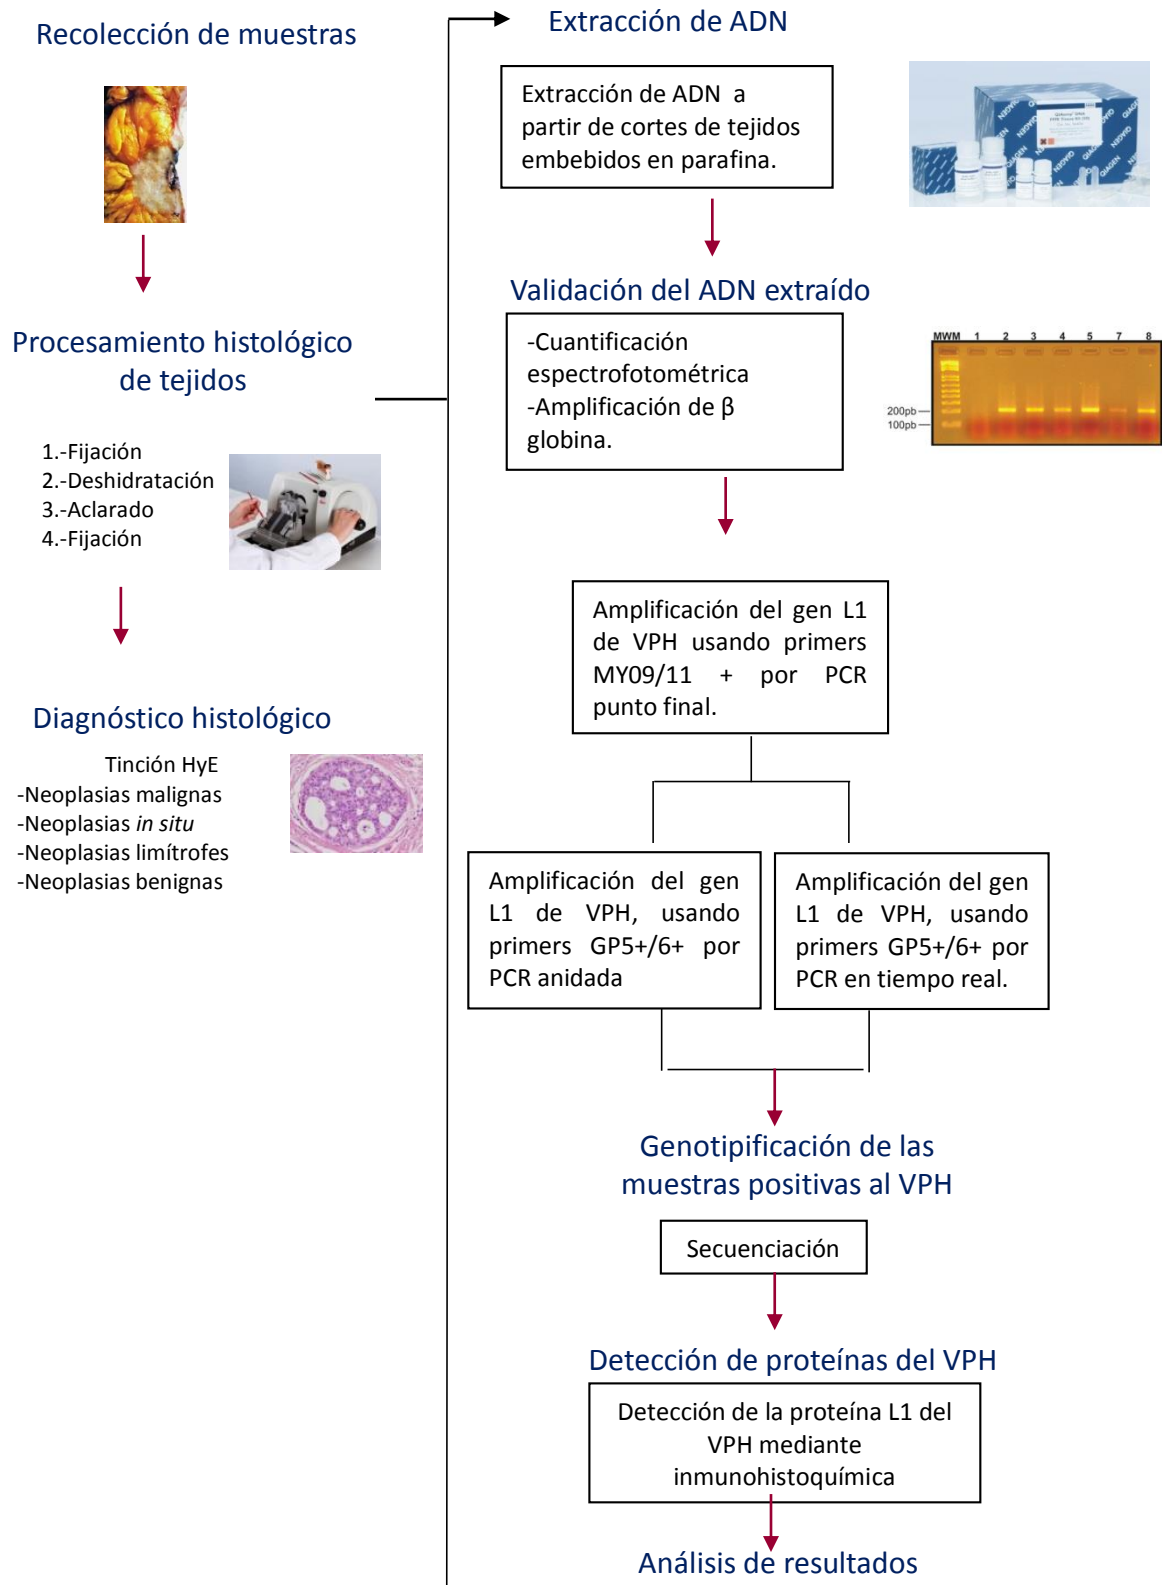 Recolección de muestras
Procesamiento histológico
de tejidos
1.-Fijación
2.-Deshidratación
3.-Aclarado
4.-Fijación
Diagnóstico histológico
Tinción HyE
-Neoplasias malignas
-Neoplasias in situ
-Neoplasias limítrofes
-Neoplasias benignas
Extracción de ADN
Extracción de ADN a
partir de cortes de tejidos
embebidos en parafina.
QIAGEN
Validación del ADN extraído
-Cuantificación
espectrofotométrica
-Amplificación de β
globina.
MWM 1 2 3 4 5 7 8
200pb
100pb
Amplificación del gen L1
de VPH usando primers
MY09/11 + por PCR
punto final.
Amplificación del gen
L1 de VPH, usando
primers GP5+/6+ por
PCR anidada
Amplificación del gen
L1 de VPH, usando
primers GP5+/6+ por
PCR en tiempo real.
Genotipificación de las
muestras positivas al VPH
Secuenciación
Detección de proteínas del VPH
Detección de la proteína L1 del
VPH mediante
inmunohistoquímica
Análisis de resultados